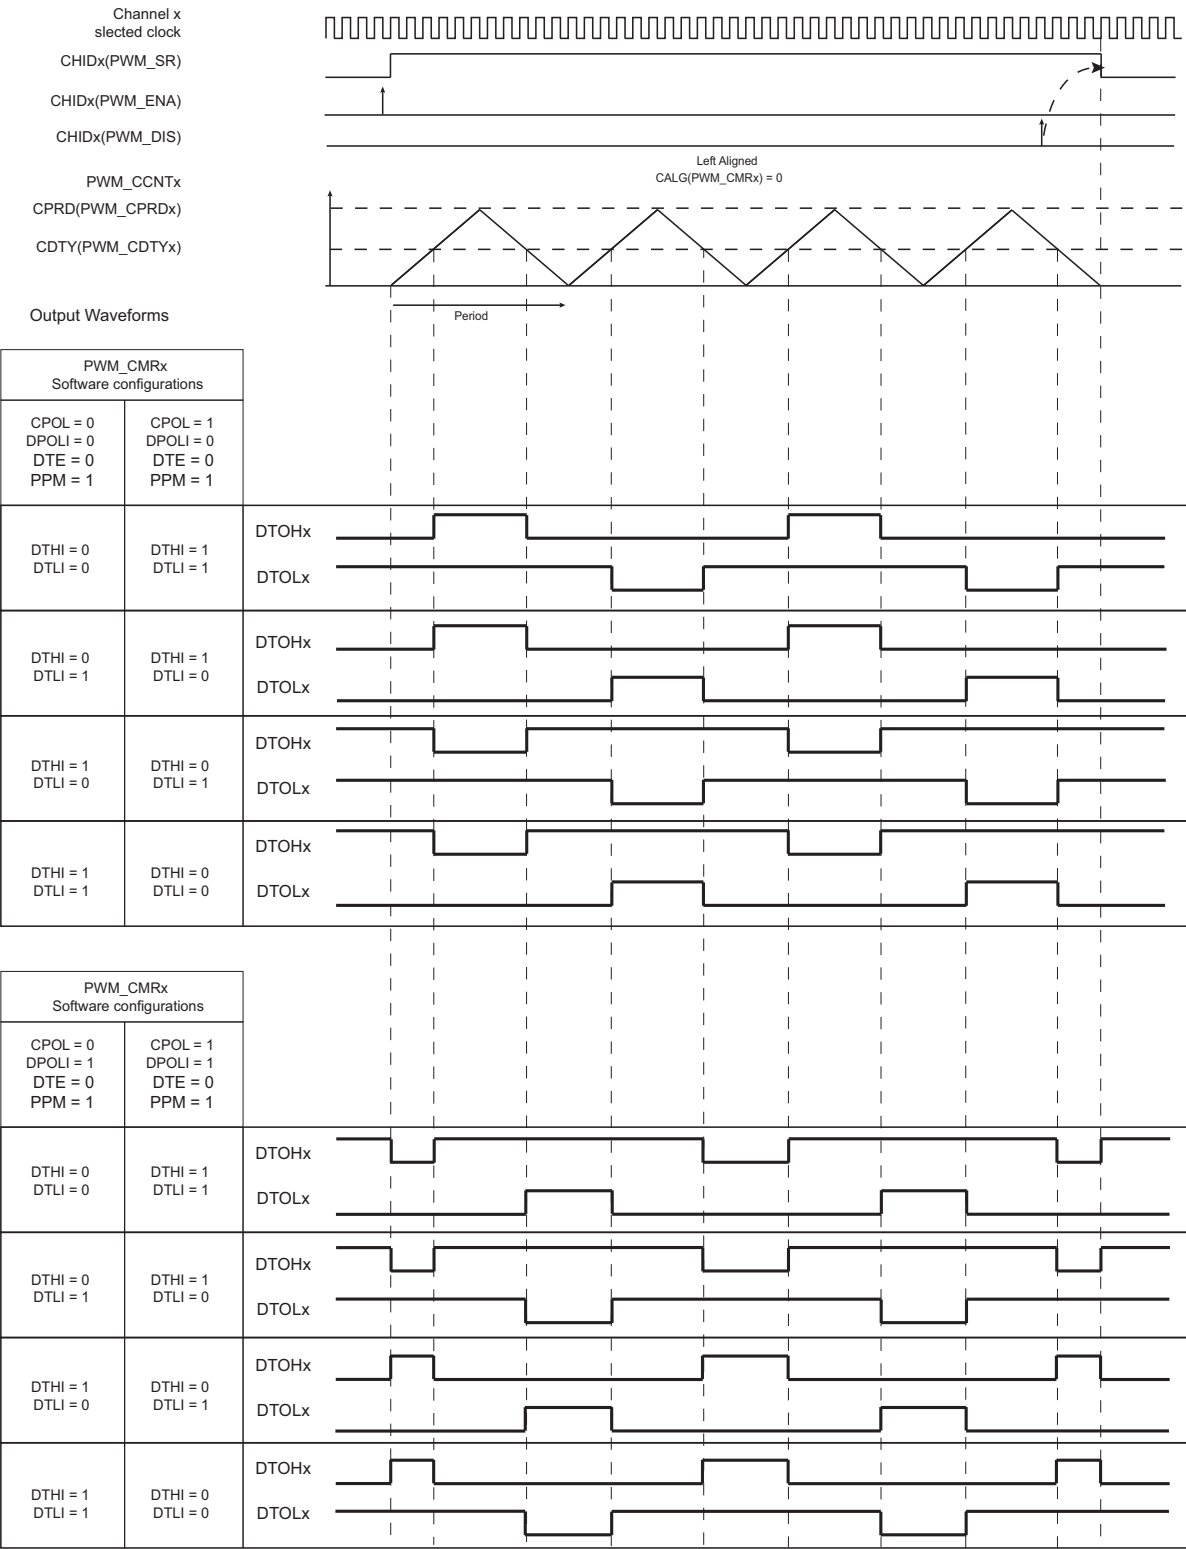 Channel x
slected clock
CHIDx(PWM_SR)
CHIDx(PWM_ENA)
CHIDx(PWM_DIS)
Left Aligned
CALG(PWM_CMRx) = 0
PWM_CCNTx
CPRD(PWM_CPRDx)
CDTY(PWM_CDTYx)
Output Waveforms
Period
PWM_CMRx
Software configurations
CPOL = 0
DPOLI = 0
DTE = 0
PPM = 1
CPOL = 1
DPOLI = 0
DTE = 0
PPM = 1
DTHI = 0
DTLI = 0
DTHI = 1
DTLI = 1
DTOHx
DTOLx
DTHI = 0
DTLI = 1
DTHI = 1
DTLI = 0
DTOHx
DTOLx
DTHI = 1
DTLI = 0
DTHI = 0
DTLI = 1
DTOHx
DTOLx
DTHI = 1
DTLI = 1
DTHI = 0
DTLI = 0
DTOHx
DTOLx
PWM_CMRx
Software configurations
CPOL = 0
DPOLI = 1
DTE = 0
PPM = 1
CPOL = 1
DPOLI = 1
DTE = 0
PPM = 1
DTHI = 0
DTLI = 0
DTHI = 1
DTLI = 1
DTOHx
DTOLx
DTHI = 0
DTLI = 1
DTHI = 1
DTLI = 0
DTOHx
DTOLx
DTHI = 1
DTLI = 0
DTHI = 0
DTLI = 1
DTOHx
DTOLx
DTHI = 1
DTLI = 1
DTHI = 0
DTLI = 0
DTOHx
DTOLx